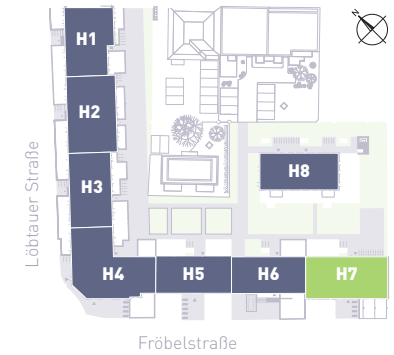 N
H1
H2
H3
H4
H5
H6
H7
H8
Löbtauer Straße
Fröbelstraße